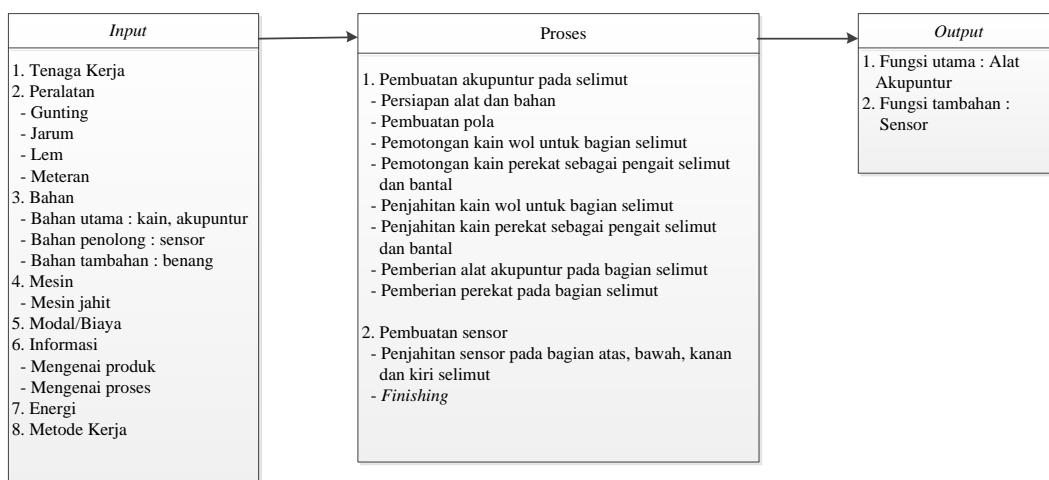 Input
1. Tenaga Kerja
2. Peralatan
- Gunting
- Jarum
- Lem
- Meteran
3. Bahan
- Bahan utama : kain, akupuntur
- Bahan penolong : sensor
- Bahan tambahan : benang
4. Mesin
- Mesin jahit
5. Modal/Biaya
6. Informasi
- Mengenai produk
- Mengenai proses
7. Energi
8. Metode Kerja
Proses
1. Pembuatan akupuntur pada selimut
- Persiapan alat dan bahan
- Pembuatan pola
- Pemotongan kain wol untuk bagian selimut
- Pemotongan kain perekat sebagai pengait selimut
dan bantal
- Penjahitan kain wol untuk bagian selimut
- Penjahitan kain perekat sebagai pengait selimut
dan bantal
- Pemberian alat akupuntur pada bagian selimut
- Pemberian perekat pada bagian selimut
2. Pembuatan sensor
- Penjahitan sensor pada bagian atas, bawah, kanan
dan kiri selimut
- Finishing
Output
1. Fungsi utama : Alat
Akupuntur
2. Fungsi tambahan :
Sensor